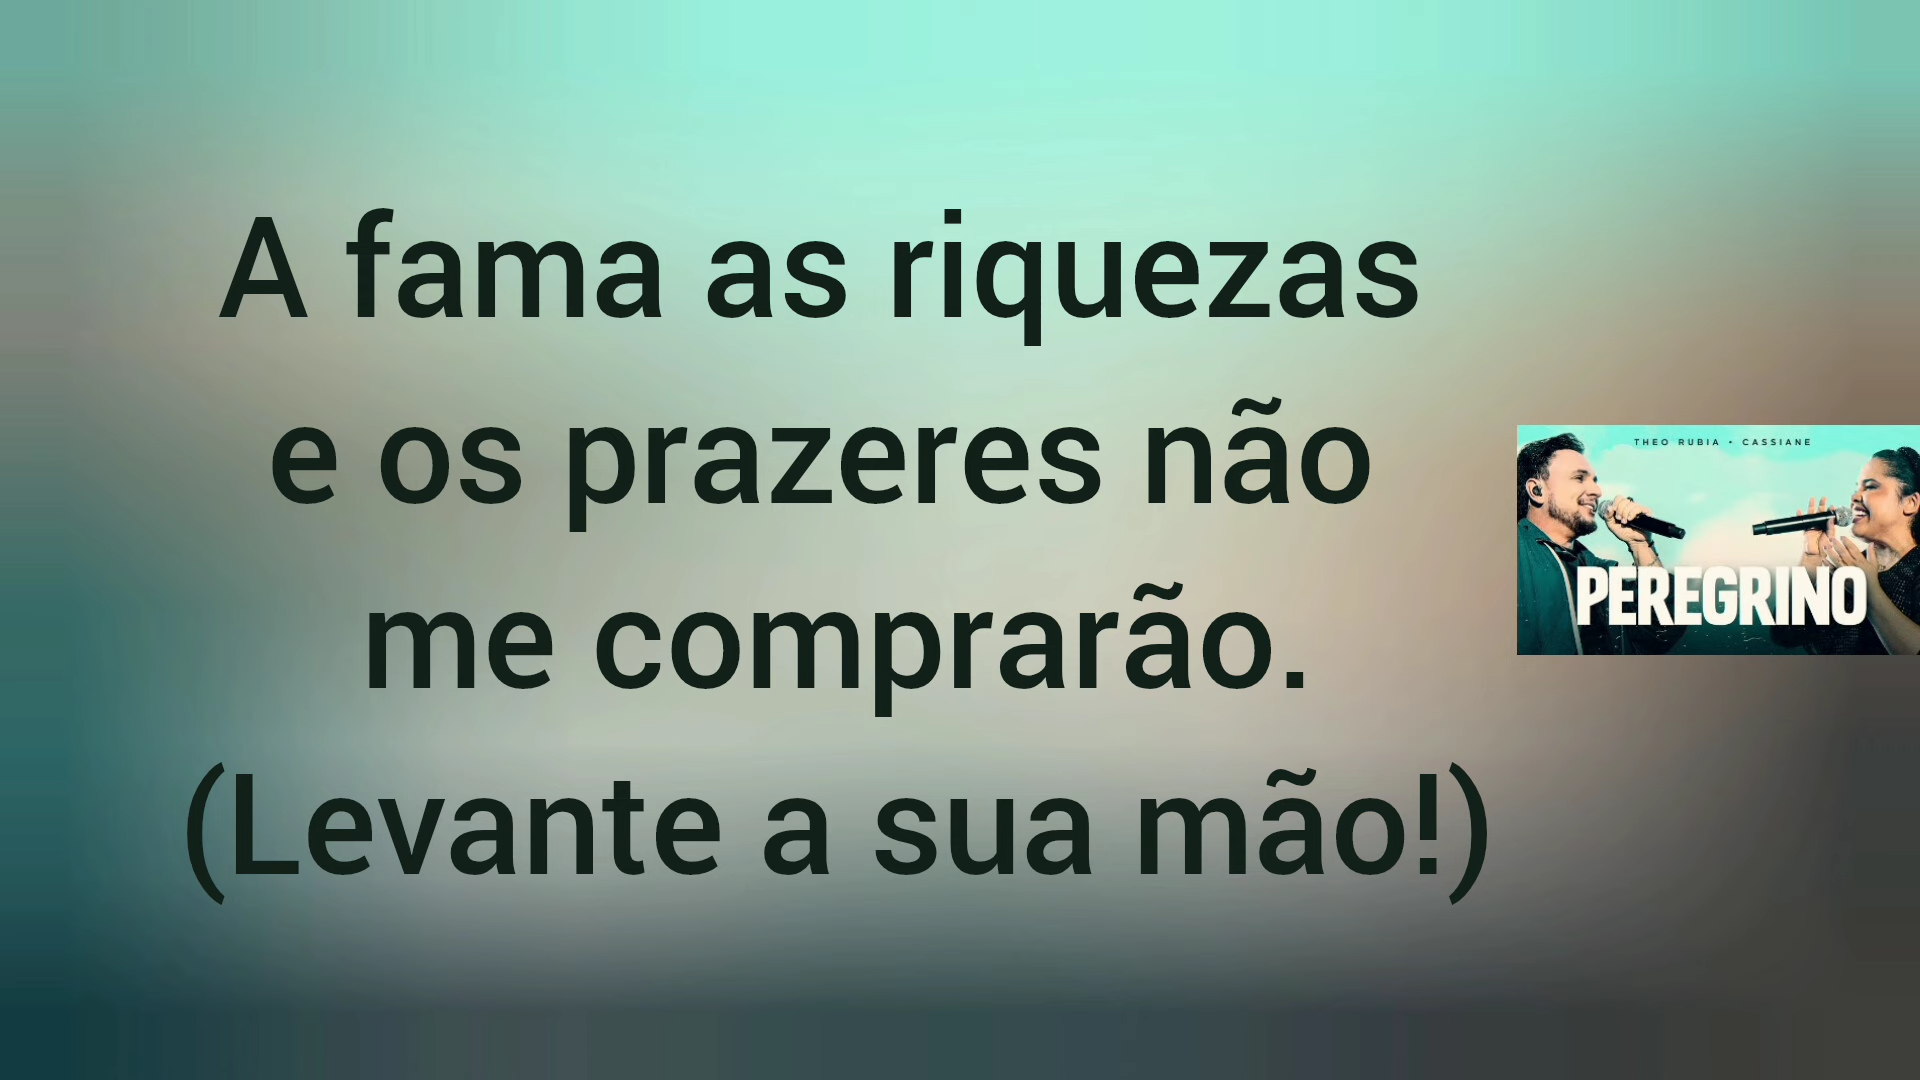 A fama as riquezas
e os prazeres não
me comprarão.
(Levante a sua mão!)
THEO RUBIA • CASSIANE
PEREGRINO